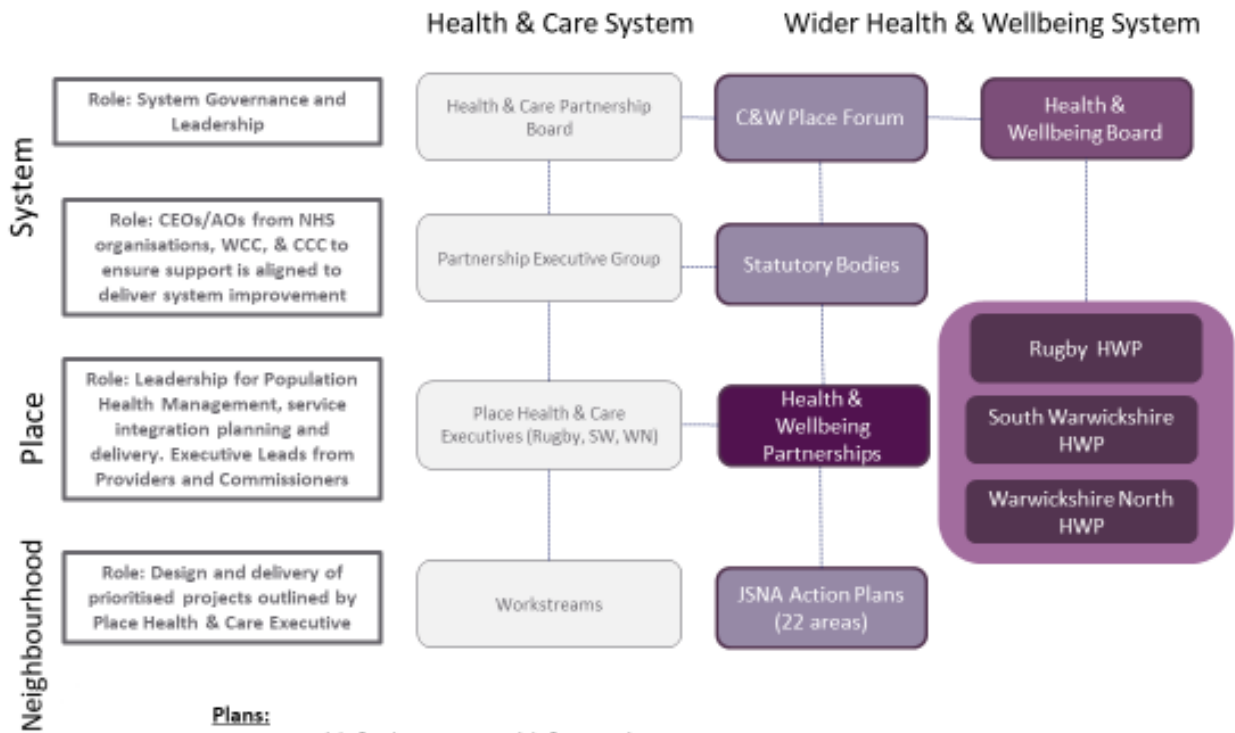 Health & Care System
Wider Health & Wellbeing System
System
Role: System Governance and
Leadership
Health & Care Partnership
Board
C&W Place Forum
Health &
Wellbeing Board
Role: CEOs/AOs from NHS
organisations, WCC, & CCC to
ensure support is aligned to
deliver system improvement
Partnership Executive Group
Statutory Bodies
Place
Role: Leadership for Population
Health Management, service
integration planning and
delivery. Executive Leads from
Providers and Commissioners
Place Health & Care
Executives (Rugby, SW, WN)
Health &
Wellbeing
Partnerships
Rugby HWP
South Warwickshire
HWP
Warwickshire North
HWP
Neighbourhood
Role: Design and delivery of
prioritised projects outlined by
Place Health & Care Executive
Workstreams
JSNA Action Plans
(22 areas)
Plans: